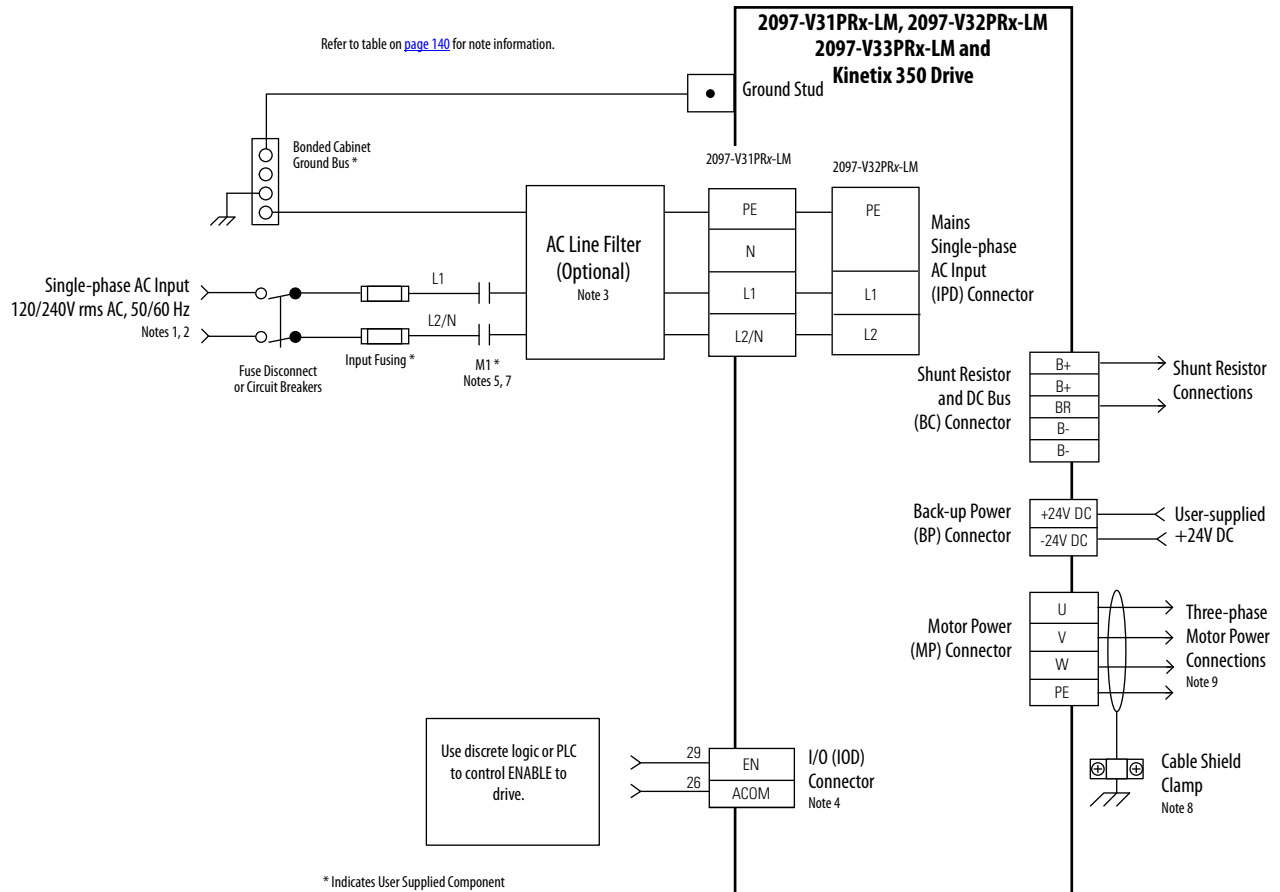 2097-V31PRx-LM, 2097-V32PRx-LM
2097-V33PRx-LM and
Kinetix 350 Drive
Refer to table on page 140 for note information.
Ground Stud
Bonded Cabinet
Ground Bus *
2097-V31PRx-LM
2097-V32PRx-LM
PE
N
L1
L2/N
PE
L1
L2
Mains
Single-phase
AC Input
(IPD) Connector
AC Line Filter
(Optional)
Note 3
Single-phase AC Input
120/240V rms AC, 50/60 Hz
Notes 1, 2
L1
L2/N
Fuse Disconnect
or Circuit Breakers
Input Fusing *
M1 *
Notes 5, 7
Shunt Resistor
and DC Bus
(BC) Connector
B+
B+
BR
B-
B-
Shunt Resistor
Connections
Back-up Power
(BP) Connector
+24V DC
-24V DC
User-supplied
+24V DC
Motor Power
(MP) Connector
U
V
W
PE
Three-phase
Motor Power
Connections
Note 9
Use discrete logic or PLC
to control ENABLE to
drive.
29
26
EN
ACOM
I/O (IOD)
Connector
Note 4
Cable Shield
Clamp
Note 8
* Indicates User Supplied Component